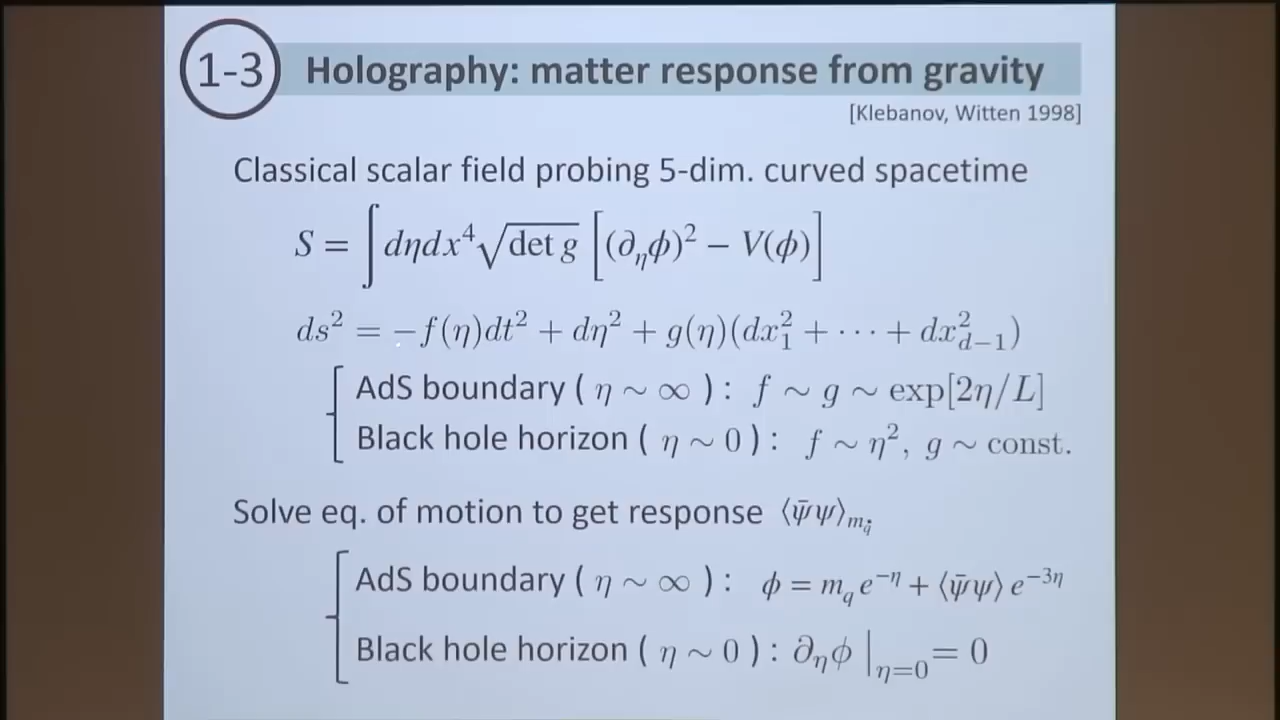 1-3 Holography: matter response from gravity
[Klebanov, Witten 1998]
Classical scalar field probing 5-dim. curved spacetime
S = ∫ dηdx⁴ √(det g) [(∂_η ϕ)² − V(ϕ)]
ds² = −f(η)dt² + dη² + g(η)(dx₁² + ⋯ + dx²_{d−1})
AdS boundary ( η ∼ ∞ ) : f ∼ g ∼ exp[2η/L]
Black hole horizon ( η ∼ 0 ) : f ∼ η², g ∼ const.
Solve eq. of motion to get response ⟨ψ̄ψ⟩_{m_q}
AdS boundary ( η ∼ ∞ ) : ϕ = m_q e^{−η} + ⟨ψ̄ψ⟩ e^{−3η}
Black hole horizon ( η ∼ 0 ) : ∂_η ϕ |_{η=0} = 0